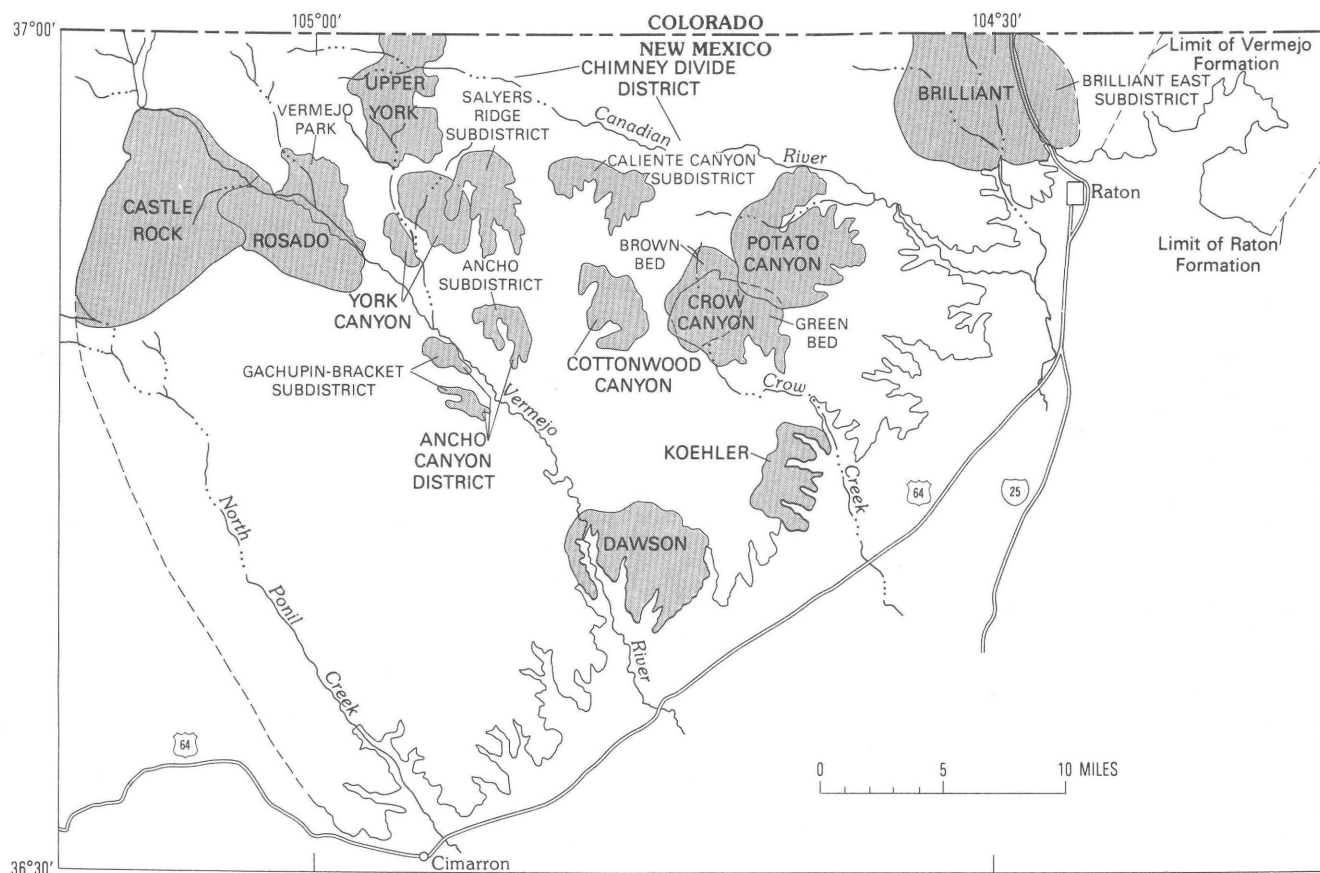 37°00'
105°00'
COLORADO
NEW MEXICO
104°30'
CHIMNEY DIVIDE
DISTRICT
Limit of Vermejo
Formation
UPPER
YORK
SALYERS
RIDGE
SUBDISTRICT
VERMEJO
PARK
BRILLIANT
BRILLIANT EAST
SUBDISTRICT
Canadian
River
CALIENTE CANYON
SUBDISTRICT
Raton
CASTLE
ROCK
ROSADO
BROWN
BED
POTATO
CANYON
Limit of Raton
Formation
ANCHO
SUBDISTRICT
YORK
CANYON
CROW
CANYON
GREEN
BED
COTTONWOOD
CANYON
GACHUPIN-BRACKET
SUBDISTRICT
Vermejo
River
Crow
Creek
ANCHO
CANYON
DISTRICT
KOEHLER
64
25
North
Ponil
Creek
DAWSON
64
0 5 10 MILES
Cimarron
36°30'